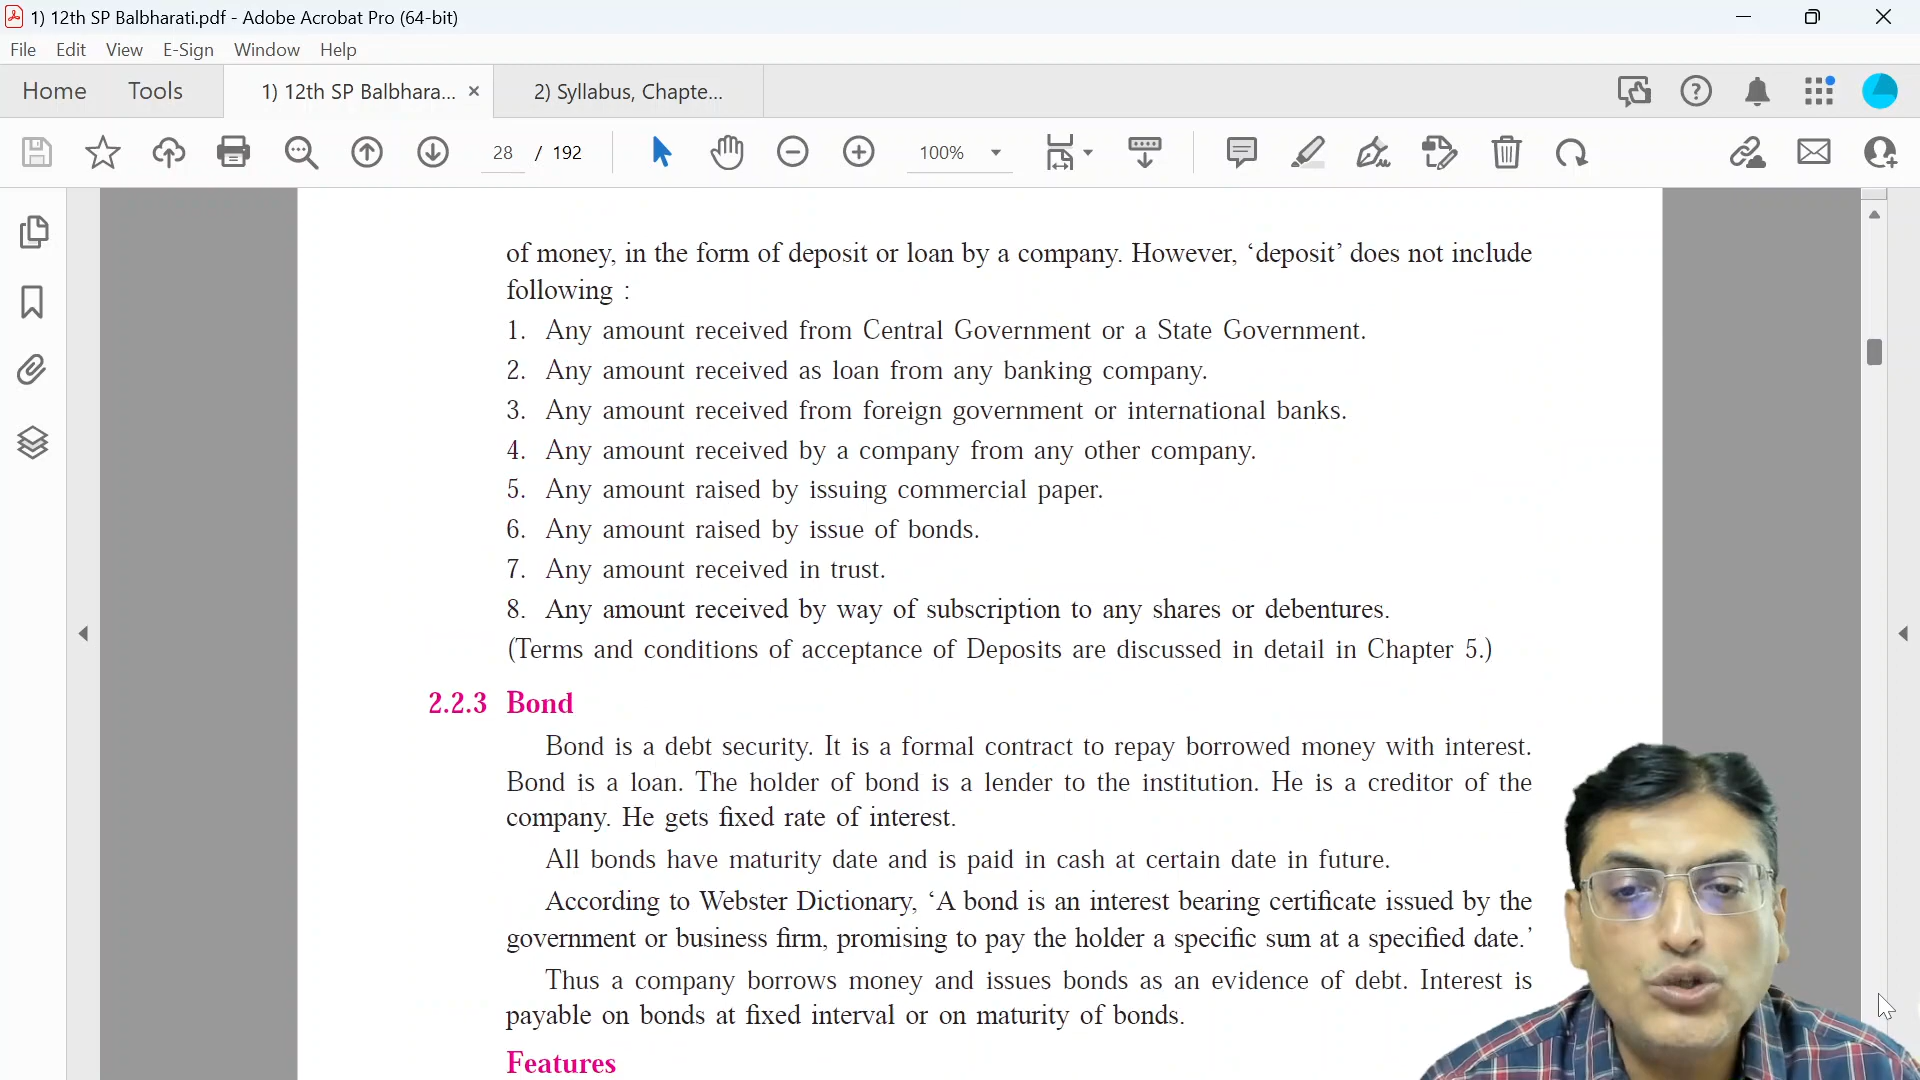 1) 12th SP Balbharati.pdf - Adobe Acrobat Pro (64-bit)
File Edit View E-Sign Window Help
Home Tools 1) 12th SP Balbhara... × 2) Syllabus, Chapte...
28 / 192 100%
of money, in the form of deposit or loan by a company. However, ‘deposit’ does not include
following :
1. Any amount received from Central Government or a State Government.
2. Any amount received as loan from any banking company.
3. Any amount received from foreign government or international banks.
4. Any amount received by a company from any other company.
5. Any amount raised by issuing commercial paper.
6. Any amount raised by issue of bonds.
7. Any amount received in trust.
8. Any amount received by way of subscription to any shares or debentures.
(Terms and conditions of acceptance of Deposits are discussed in detail in Chapter 5.)
2.2.3 Bond
Bond is a debt security. It is a formal contract to repay borrowed money with interest.
Bond is a loan. The holder of bond is a lender to the institution. He is a creditor of the
company. He gets fixed rate of interest.
All bonds have maturity date and is paid in cash at certain date in future.
According to Webster Dictionary, ‘A bond is an interest bearing certificate issued by the
government or business firm, promising to pay the holder a specific sum at a specified date.’
Thus a company borrows money and issues bonds as an evidence of debt. Interest is
payable on bonds at fixed interval or on maturity of bonds.
Features